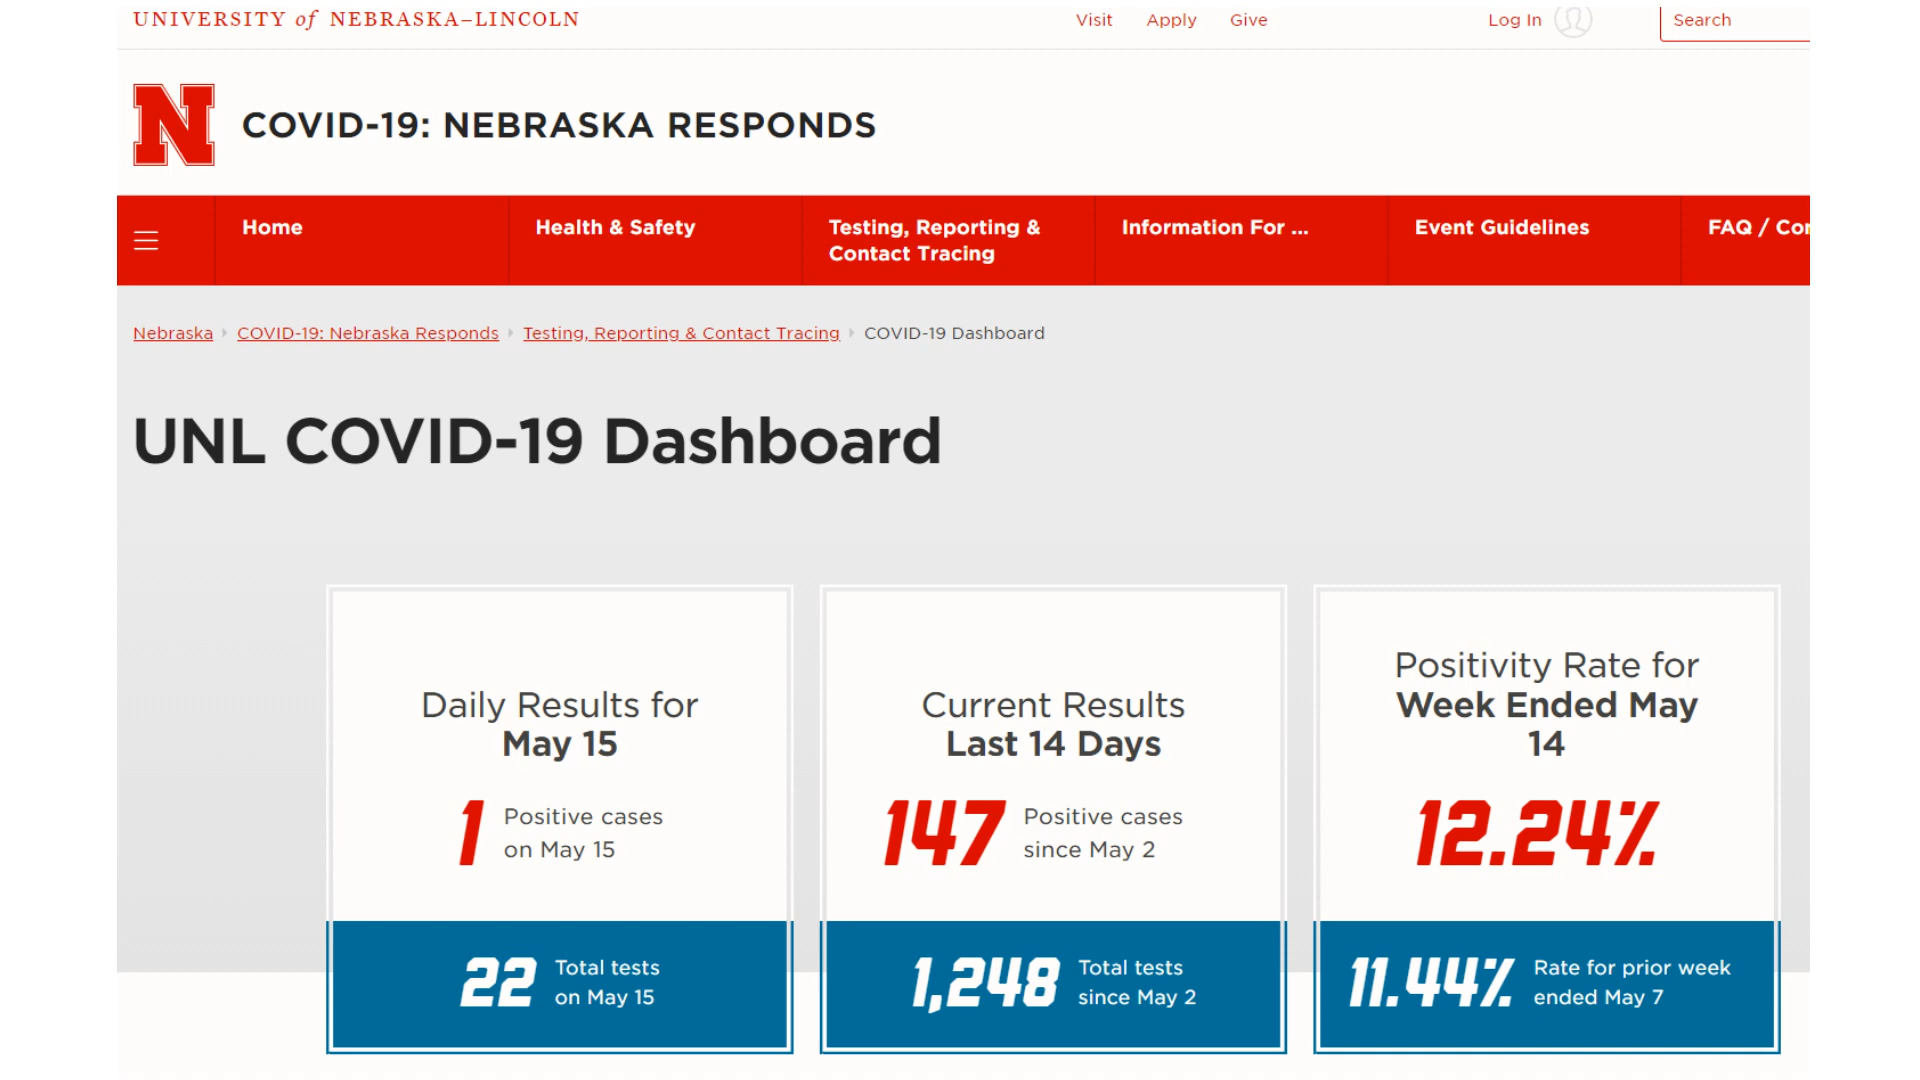 UNIVERSITY of NEBRASKA–LINCOLN
Visit Apply Give Log In Search
N
COVID-19: NEBRASKA RESPONDS
Home Health & Safety Testing, Reporting & Contact Tracing Information For ... Event Guidelines FAQ /
Nebraska COVID-19: Nebraska Responds Testing, Reporting & Contact Tracing COVID-19 Dashboard
UNL COVID-19 Dashboard
Daily Results for
May 15
1 Positive cases
on May 15
22 Total tests
on May 15
Current Results
Last 14 Days
147 Positive cases
since May 2
1,248 Total tests
since May 2
Positivity Rate for
Week Ended May
14
12.24%
11.44% Rate for prior week
ended May 7